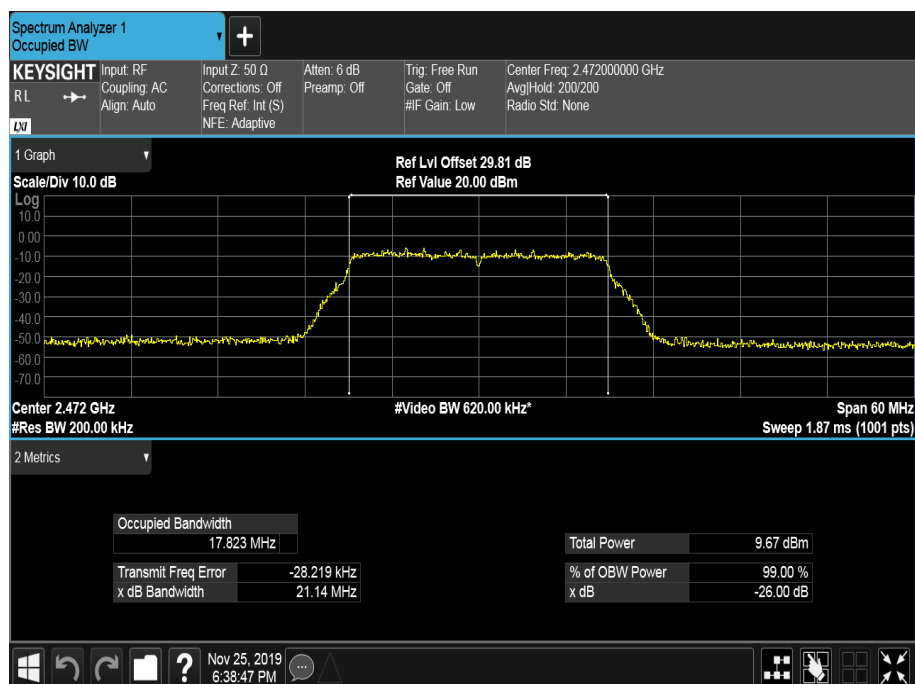 Spectrum Analyzer 1
Occupied BW
+
KEYSIGHT
RL
LXI
Input: RF
Coupling: AC
Align: Auto
Input Z: 50 Ω
Corrections: Off
Freq Ref: Int (S)
NFE: Adaptive
Atten: 6 dB
Preamp: Off
Trig: Free Run
Gate: Off
#IF Gain: Low
Center Freq: 2.472000000 GHz
Avg|Hold: 200/200
Radio Std: None
1 Graph
Ref Lvl Offset 29.81 dB
Scale/Div 10.0 dB
Ref Value 20.00 dBm
Log
10.0
0.00
-10.0
-20.0
-30.0
-40.0
-50.0
-60.0
-70.0
Center 2.472 GHz
#Video BW 620.00 kHz*
Span 60 MHz
#Res BW 200.00 kHz
Sweep 1.87 ms (1001 pts)
2 Metrics
Occupied Bandwidth
17.823 MHz
Total Power 9.67 dBm
Transmit Freq Error -28.219 kHz
% of OBW Power 99.00 %
x dB Bandwidth 21.14 MHz
x dB -26.00 dB
?
Nov 25, 2019
6:38:47 PM
...